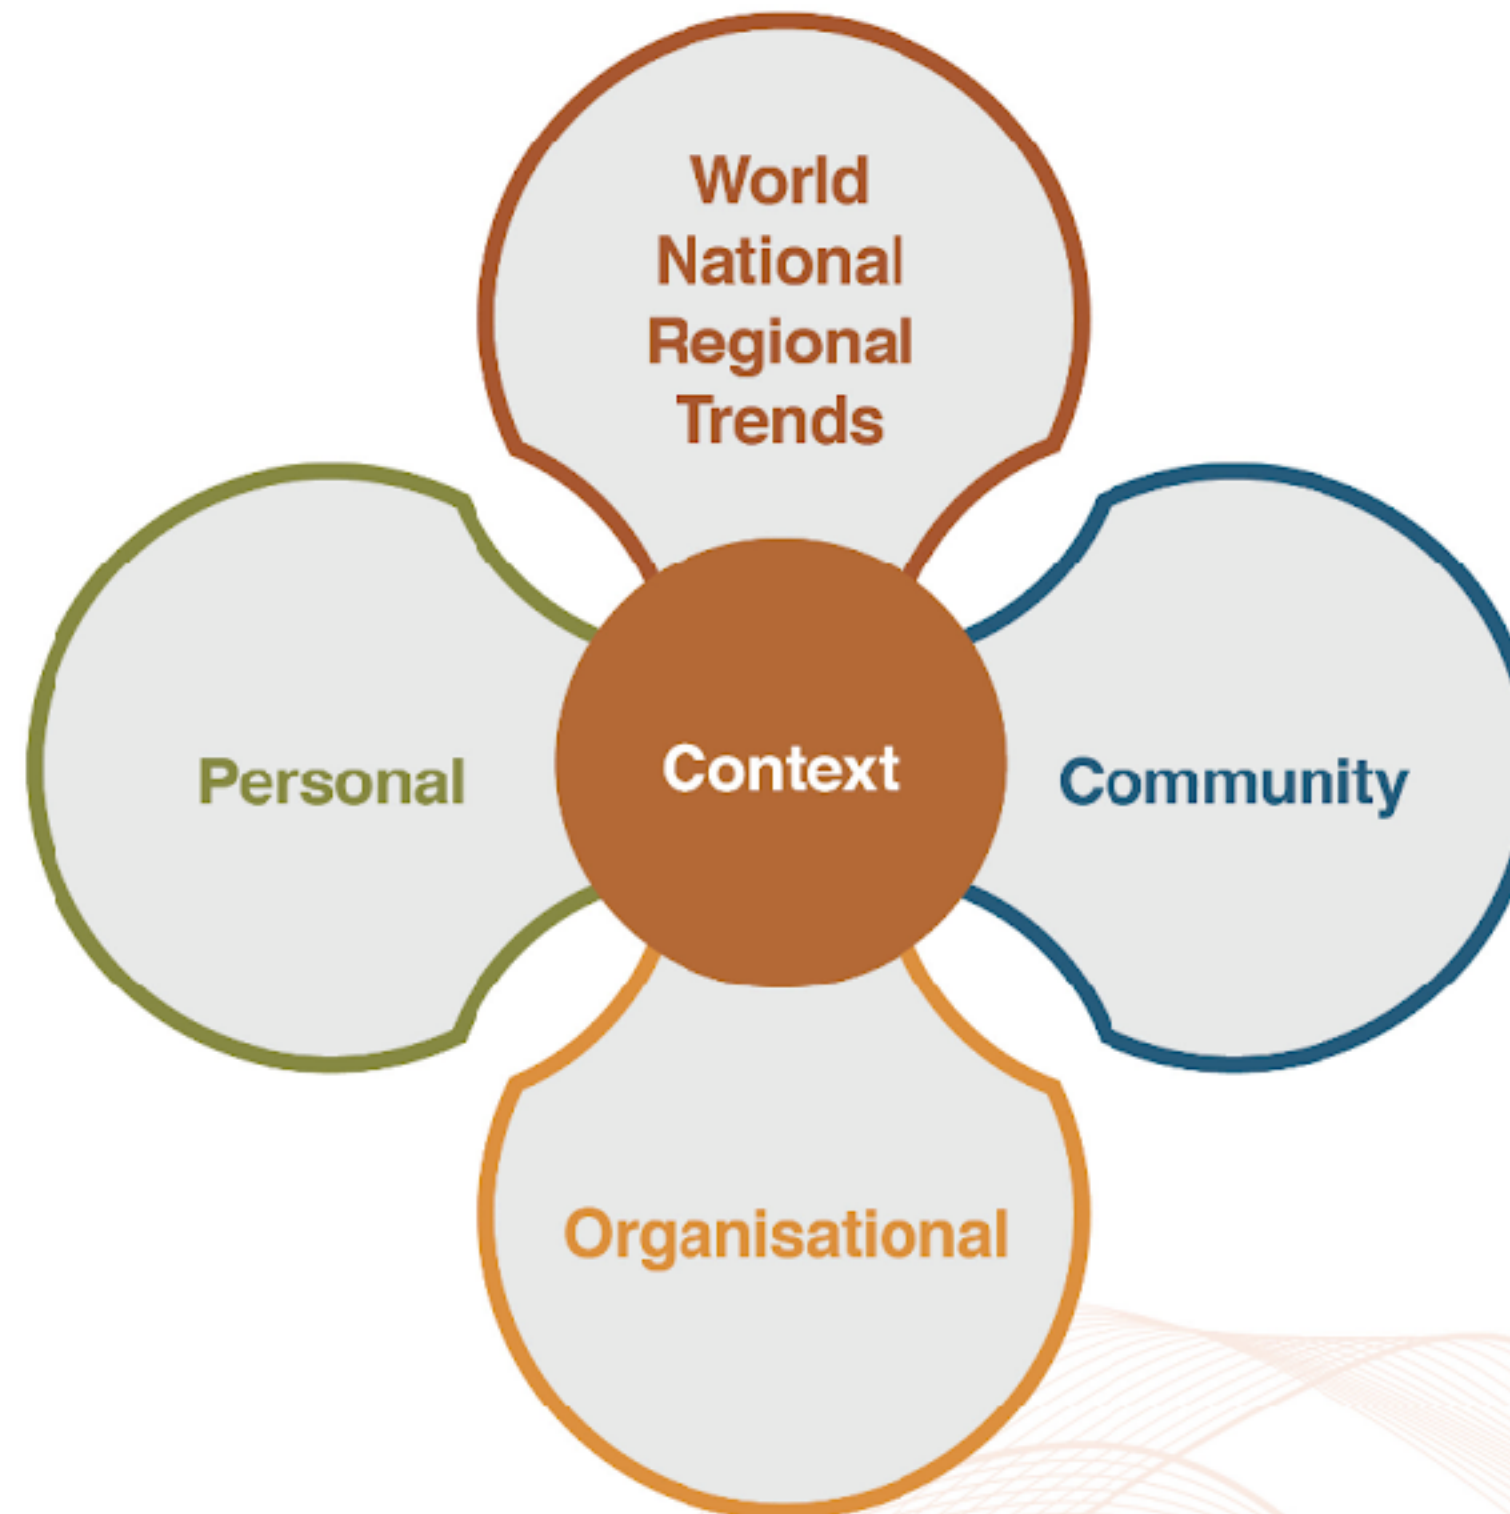 World
National
Regional
Trends
Personal
Context
Community
Organisational